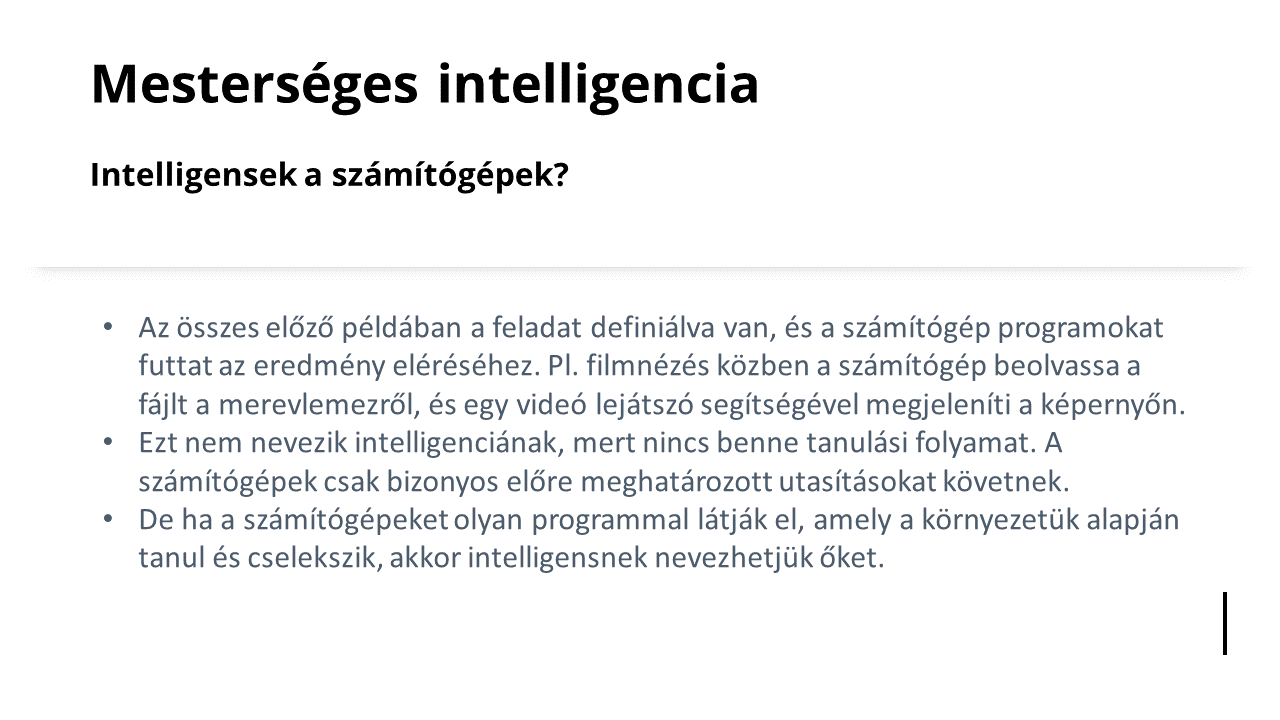 Mesterséges intelligencia
Intelligensek a számítógépek?
• Az összes előző példában a feladat definiálva van, és a számítógép programokat
futtat az eredmény eléréséhez. Pl. filmnézés közben a számítógép beolvassa a
fájlt a merevlemezről, és egy videó lejátszó segítségével megjeleníti a képernyőn.
• Ezt nem nevezik intelligenciának, mert nincs benne tanulási folyamat. A
számítógépek csak bizonyos előre meghatározott utasításokat követnek.
• De ha a számítógépeket olyan programmal látják el, amely a környezetük alapján
tanul és cselekszik, akkor intelligensnek nevezhetjük őket.